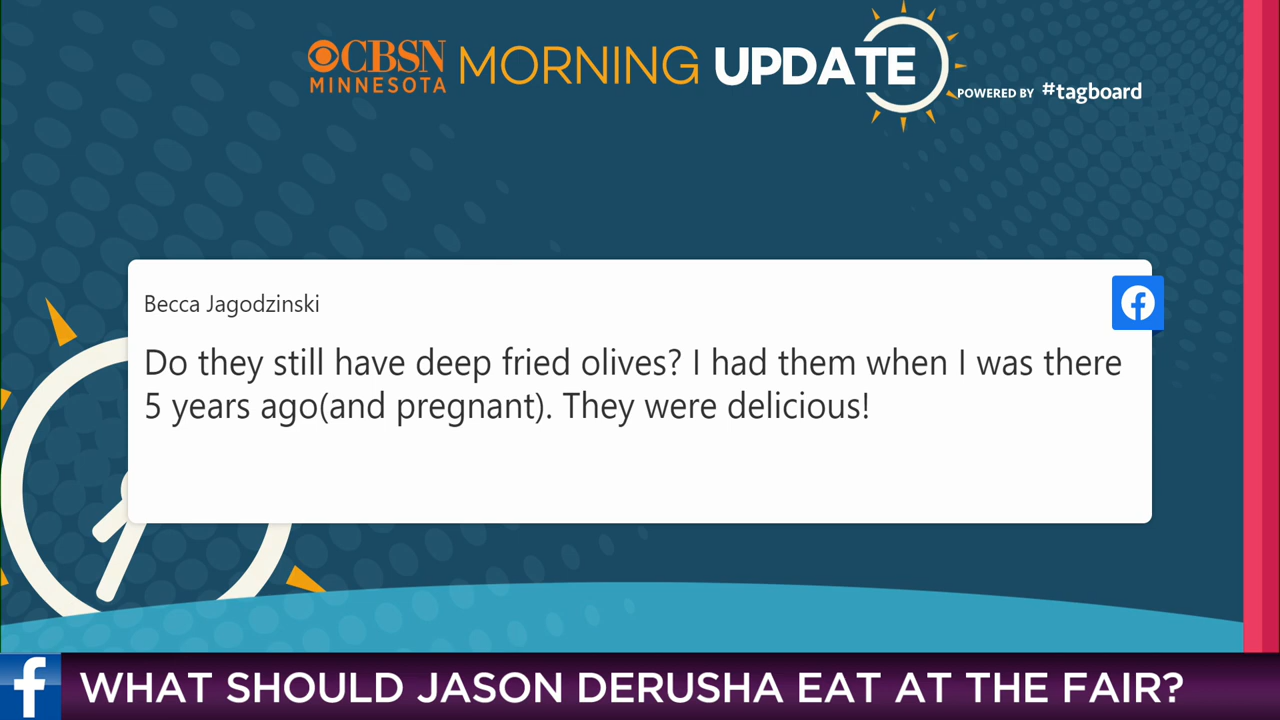 CBSN
MINNESOTA
MORNING UPDATE
POWERED BY #tagboard
Becca Jagodzinski
Do they still have deep fried olives? I had them when I was there
5 years ago(and pregnant). They were delicious!
WHAT SHOULD JASON DERUSHA EAT AT THE FAIR?